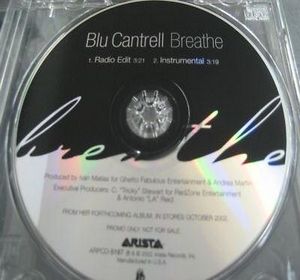 Blu Cantrell Breathe
1. Radio Edit 3:21 2. Instrumental 3:19
breathe
Produced by Ivan Matias for Ghetto Fabulous Entertainment & Andrea Martin
Executive Producers: C. "Tricky" Stewart for RedZone Entertainment
& Antonio "LA" Reid
FROM HER FORTHCOMING ALBUM, IN STORES OCTOBER 2002.
PROMO ONLY. NOT FOR SALE.
ARISTA
Manufactured in U.S.A.